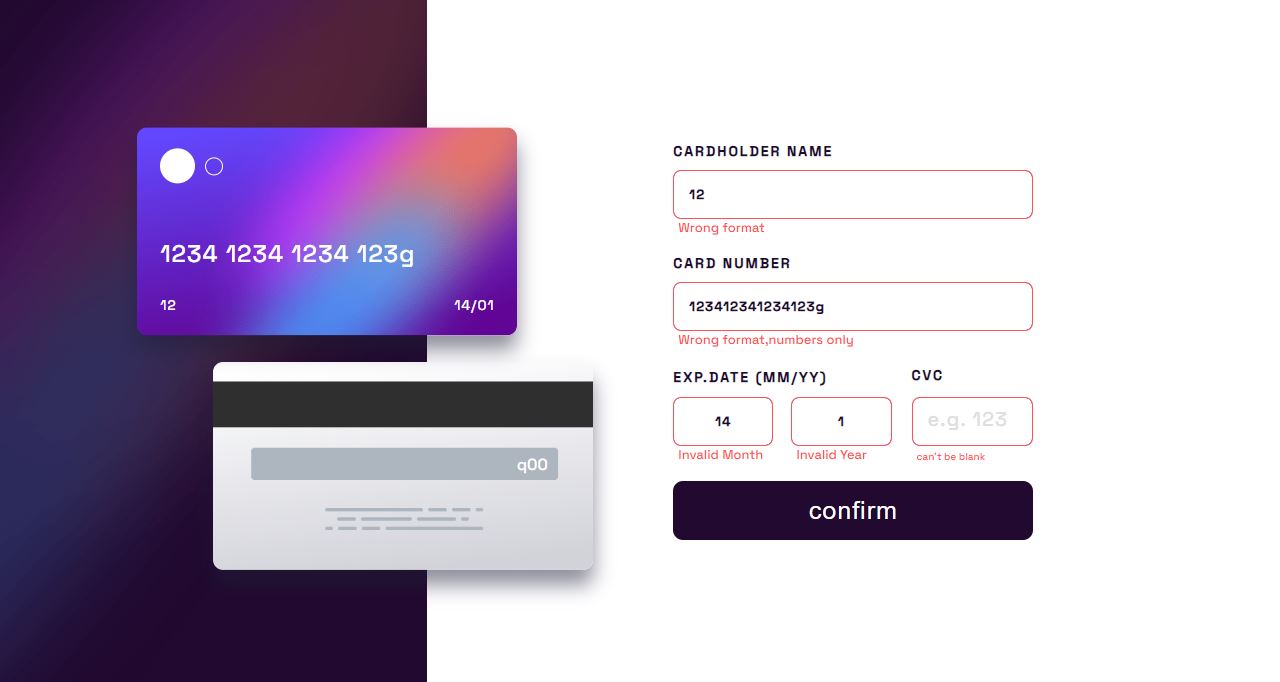 1234 1234 1234 123g
12
14/01
q00
CARDHOLDER NAME
12
Wrong format
CARD NUMBER
123412341234123g
Wrong format,numbers only
EXP.DATE (MM/YY)
CVC
14
1
e.g. 123
Invalid Month
Invalid Year
can't be blank
confirm